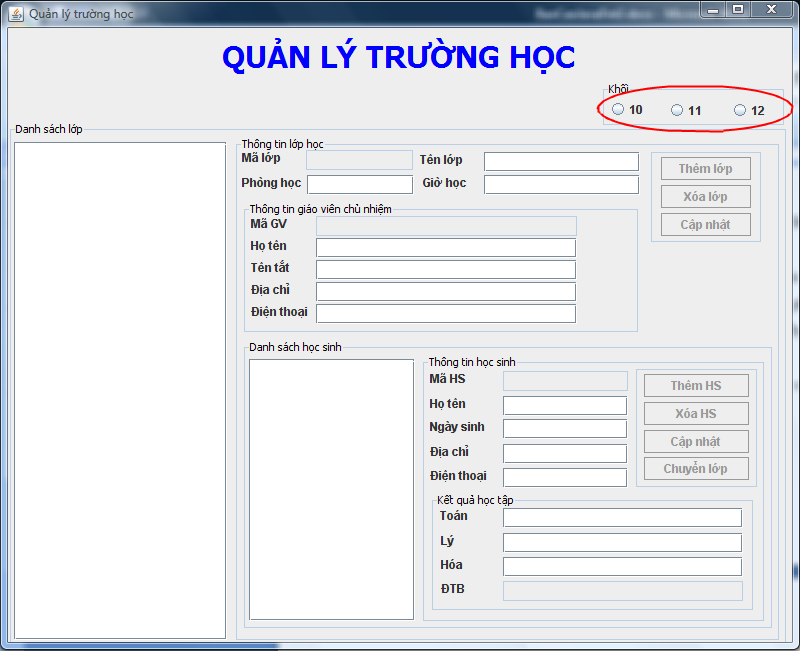 Quản lý trường học
QUẢN LÝ TRƯỜNG HỌC
Khối
10 11 12
Danh sách lớp
Thông tin lớp học
Mã lớp Tên lớp
Phòng học Giờ học
Thêm lớp
Xóa lớp
Cập nhật
Thông tin giáo viên chủ nhiệm
Mã GV
Họ tên
Tên tắt
Địa chỉ
Điện thoại
Danh sách học sinh
Thông tin học sinh
Mã HS
Họ tên
Ngày sinh
Địa chỉ
Điện thoại
Thêm HS
Xóa HS
Cập nhật
Chuyển lớp
Kết quả học tập
Toán
Lý
Hóa
ĐTB